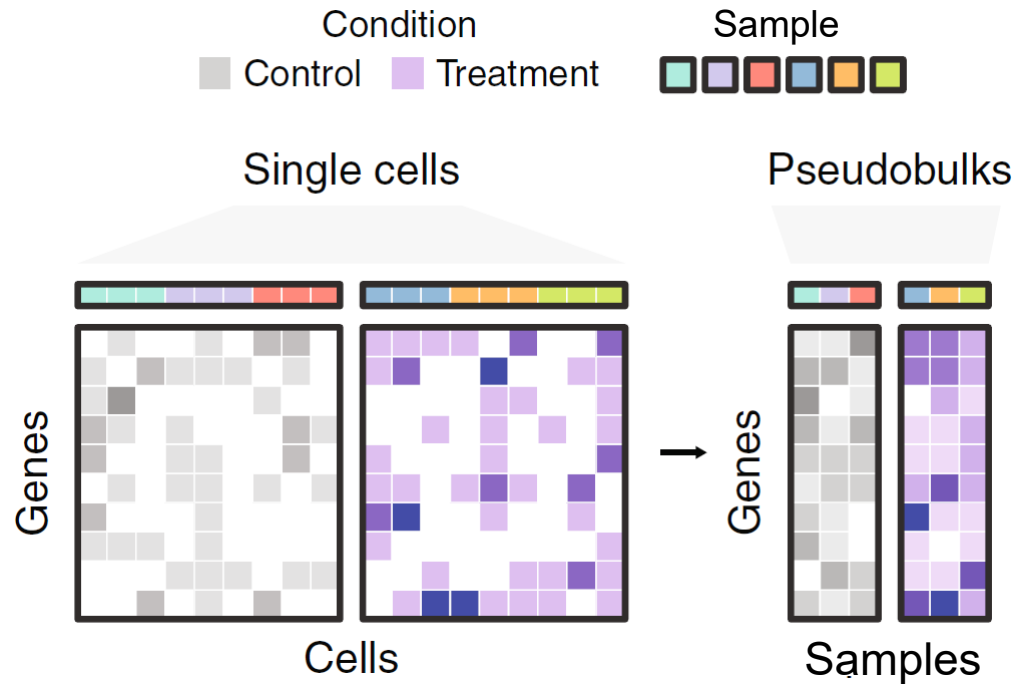 Condition
Control Treatment
Sample
Single cells
Pseudobulks
Genes
Cells
Genes
Samples